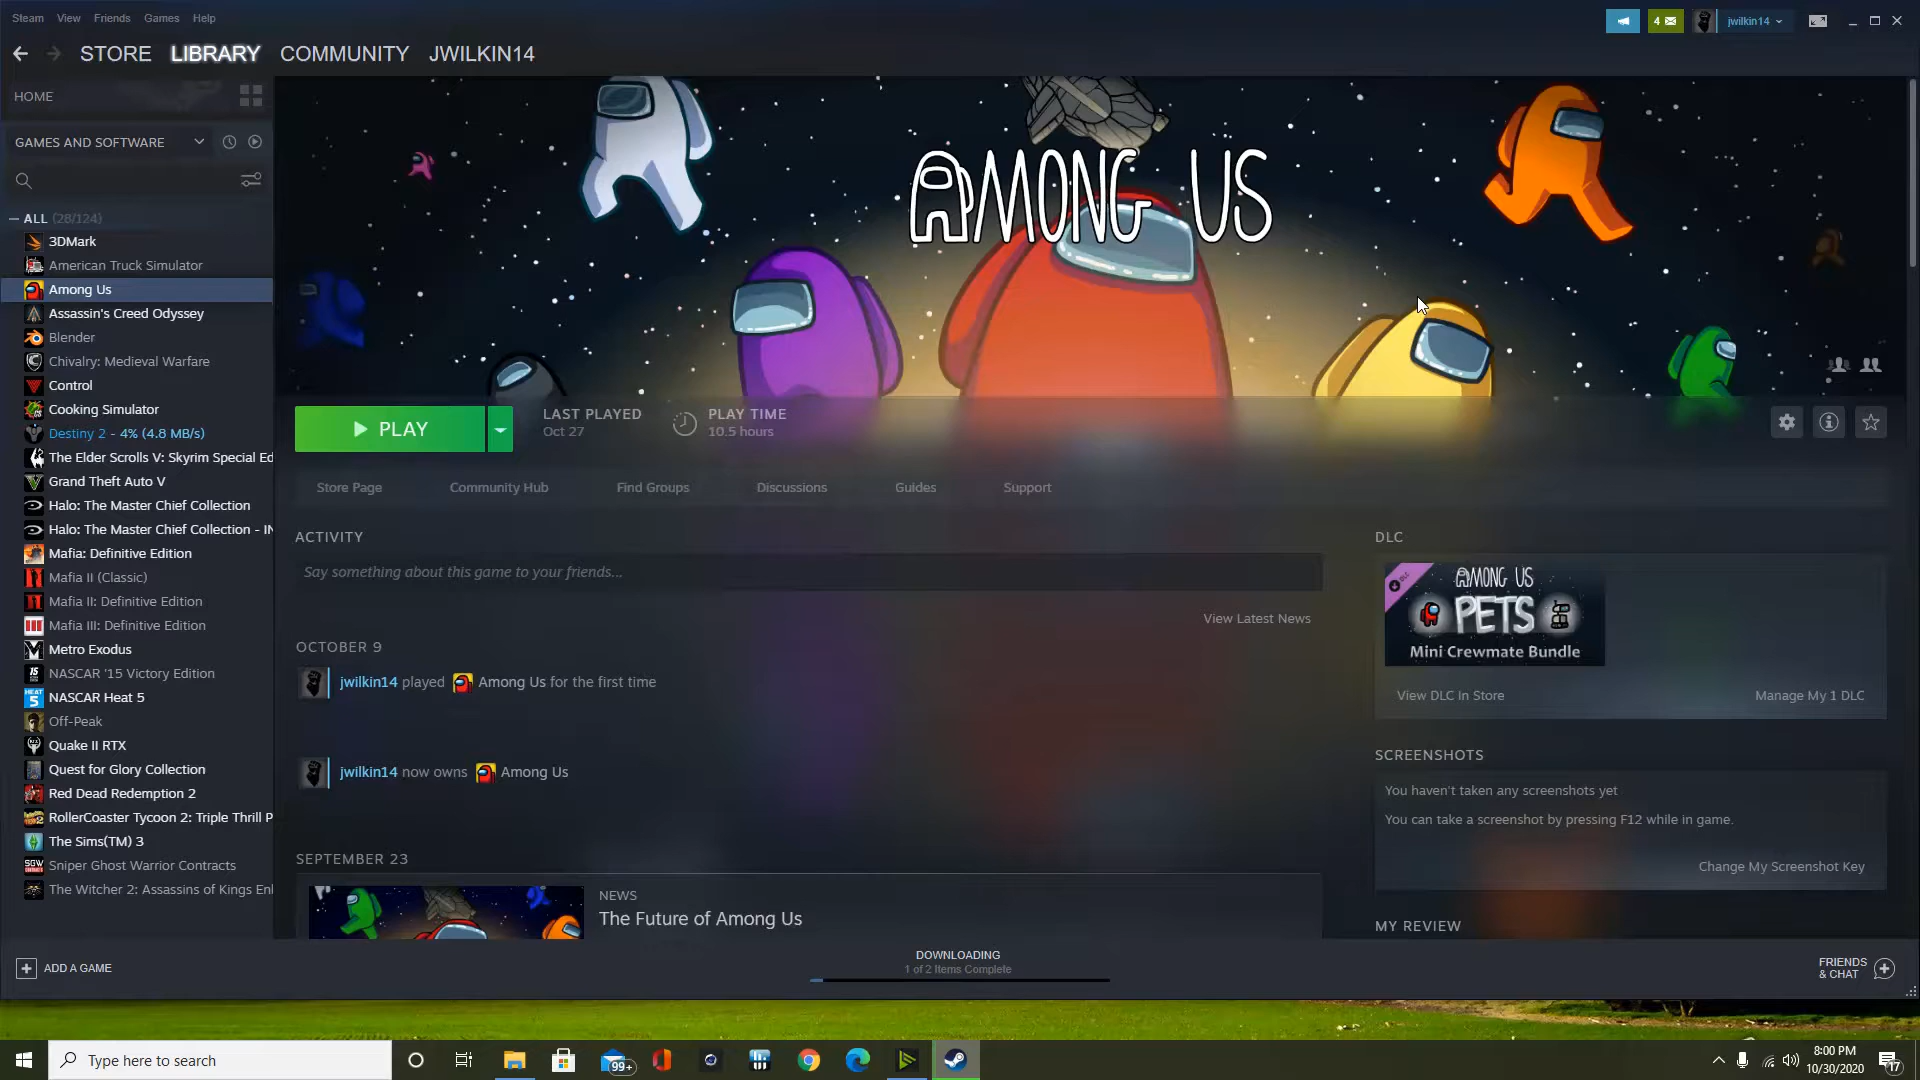 Steam View Friends Games Help
4
jwilkin14
STORE LIBRARY COMMUNITY JWILKIN14
HOME
GAMES AND SOFTWARE
ALL (28/124)
3DMark
American Truck Simulator
Among Us
Assassin's Creed Odyssey
Blender
Chivalry: Medieval Warfare
Control
Cooking Simulator
Destiny 2 - 4% (4.8 MB/s)
The Elder Scrolls V: Skyrim Special Ed
Grand Theft Auto V
Halo: The Master Chief Collection
Halo: The Master Chief Collection - IN
Mafia: Definitive Edition
Mafia II (Classic)
Mafia II: Definitive Edition
Mafia III: Definitive Edition
Metro Exodus
NASCAR '15 Victory Edition
NASCAR Heat 5
Off-Peak
Quake II RTX
Quest for Glory Collection
Red Dead Redemption 2
RollerCoaster Tycoon 2: Triple Thrill P
The Sims(TM) 3
Sniper Ghost Warrior Contracts
The Witcher 2: Assassins of Kings En
ADD A GAME
AMONG US
PLAY
LAST PLAYED
Oct 27
PLAY TIME
10.5 hours
Store Page Community Hub Find Groups Discussions Guides Support
ACTIVITY
Say something about this game to your friends...
View Latest News
OCTOBER 9
jwilkin14 played Among Us for the first time
jwilkin14 now owns Among Us
SEPTEMBER 23
NEWS
The Future of Among Us
DLC
DLC
AMONG US
PETS
Mini Crewmate Bundle
View DLC In Store
Manage My 1 DLC
SCREENSHOTS
You haven't taken any screenshots yet
You can take a screenshot by pressing F12 while in game.
Change My Screenshot Key
MY REVIEW
DOWNLOADING
1 of 2 Items Complete
FRIENDS
& CHAT
Type here to search
99+
8:00 PM
10/30/2020
17